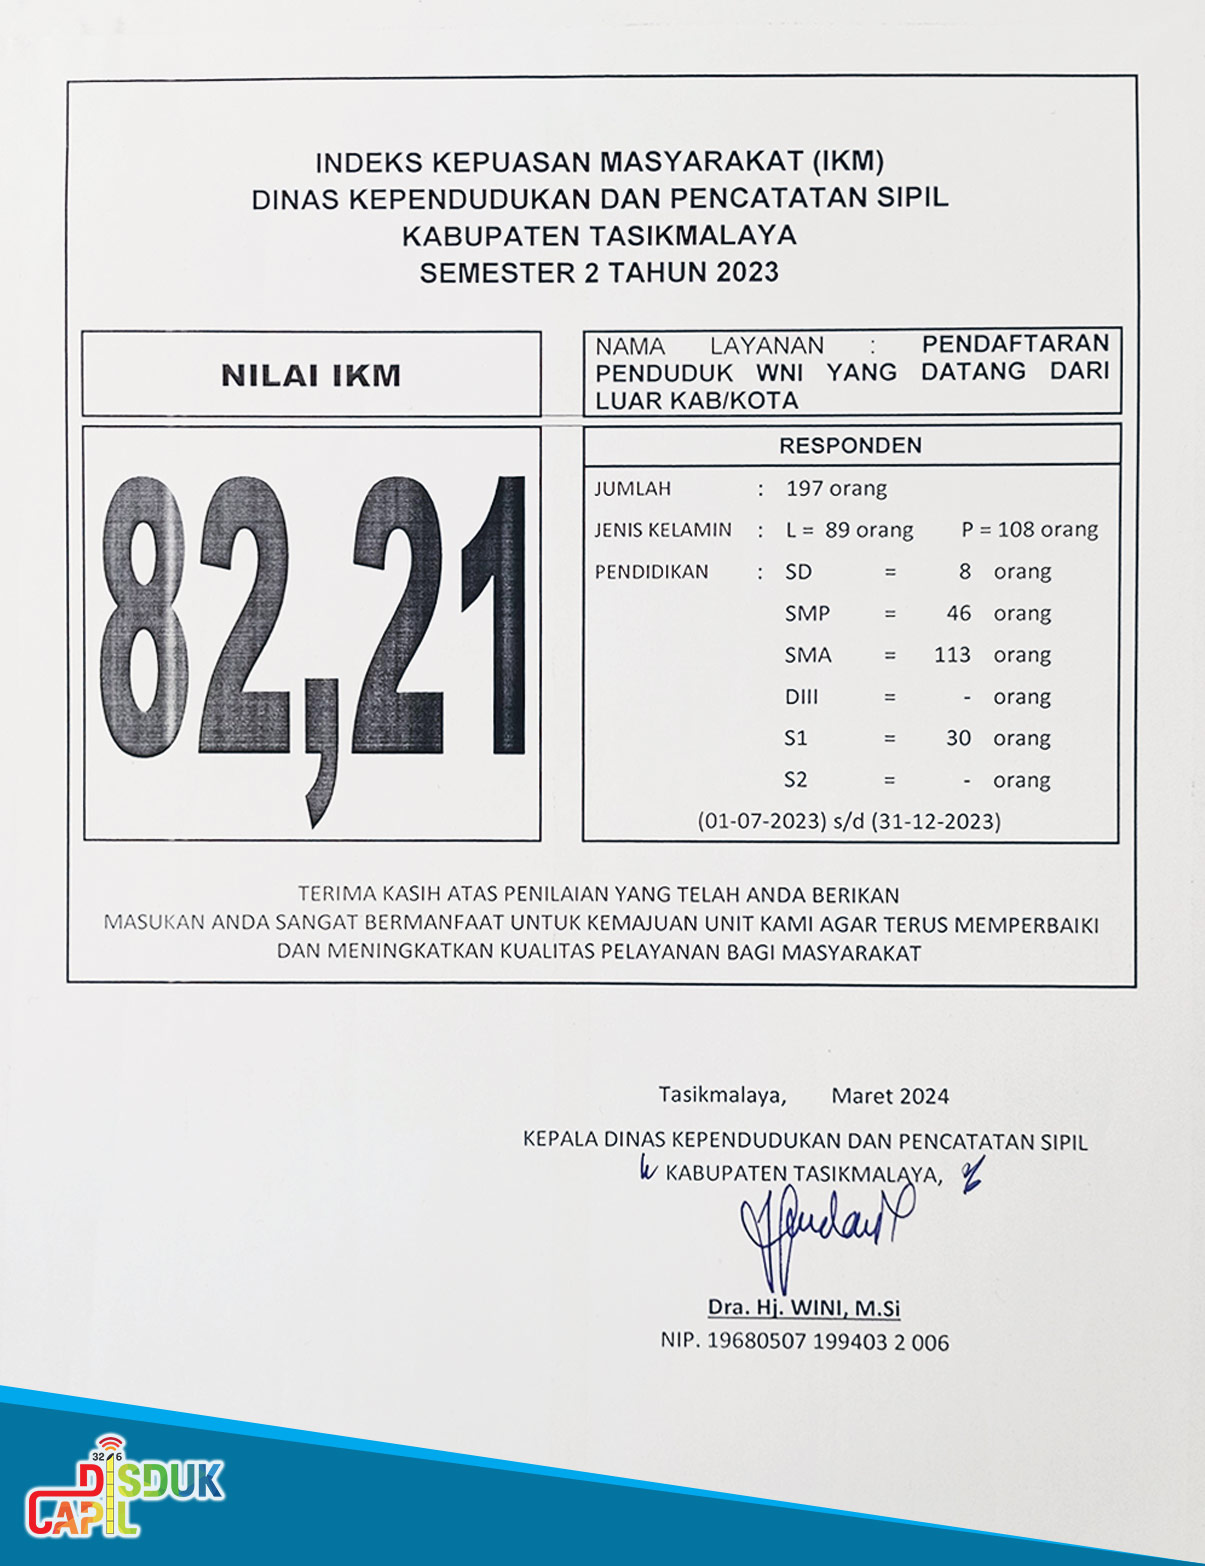 INDEKS KEPUASAN MASYARAKAT (IKM)
DINAS KEPENDUDUKAN DAN PENCATATAN SIPIL
KABUPATEN TASIKMALAYA
SEMESTER 2 TAHUN 2023
NILAI IKM
82,21
NAMA LAYANAN : PENDAFTARAN
PENDUDUK WNI YANG DATANG DARI
LUAR KAB/KOTA
RESPONDEN
JUMLAH : 197 orang
JENIS KELAMIN : L = 89 orang P = 108 orang
PENDIDIKAN : SD = 8 orang
SMP = 46 orang
SMA = 113 orang
DIII = - orang
S1 = 30 orang
S2 = - orang
(01-07-2023) s/d (31-12-2023)
TERIMA KASIH ATAS PENILAIAN YANG TELAH ANDA BERIKAN
MASUKAN ANDA SANGAT BERMANFAAT UNTUK KEMAJUAN UNIT KAMI AGAR TERUS MEMPERBAIKI
DAN MENINGKATKAN KUALITAS PELAYANAN BAGI MASYARAKAT
Tasikmalaya, Maret 2024
KEPALA DINAS KEPENDUDUKAN DAN PENCATATAN SIPIL
KABUPATEN TASIKMALAYA,
Dra. Hj. WINI, M.Si
NIP. 19680507 199403 2 006
32 6
DISDUK
CAPIL